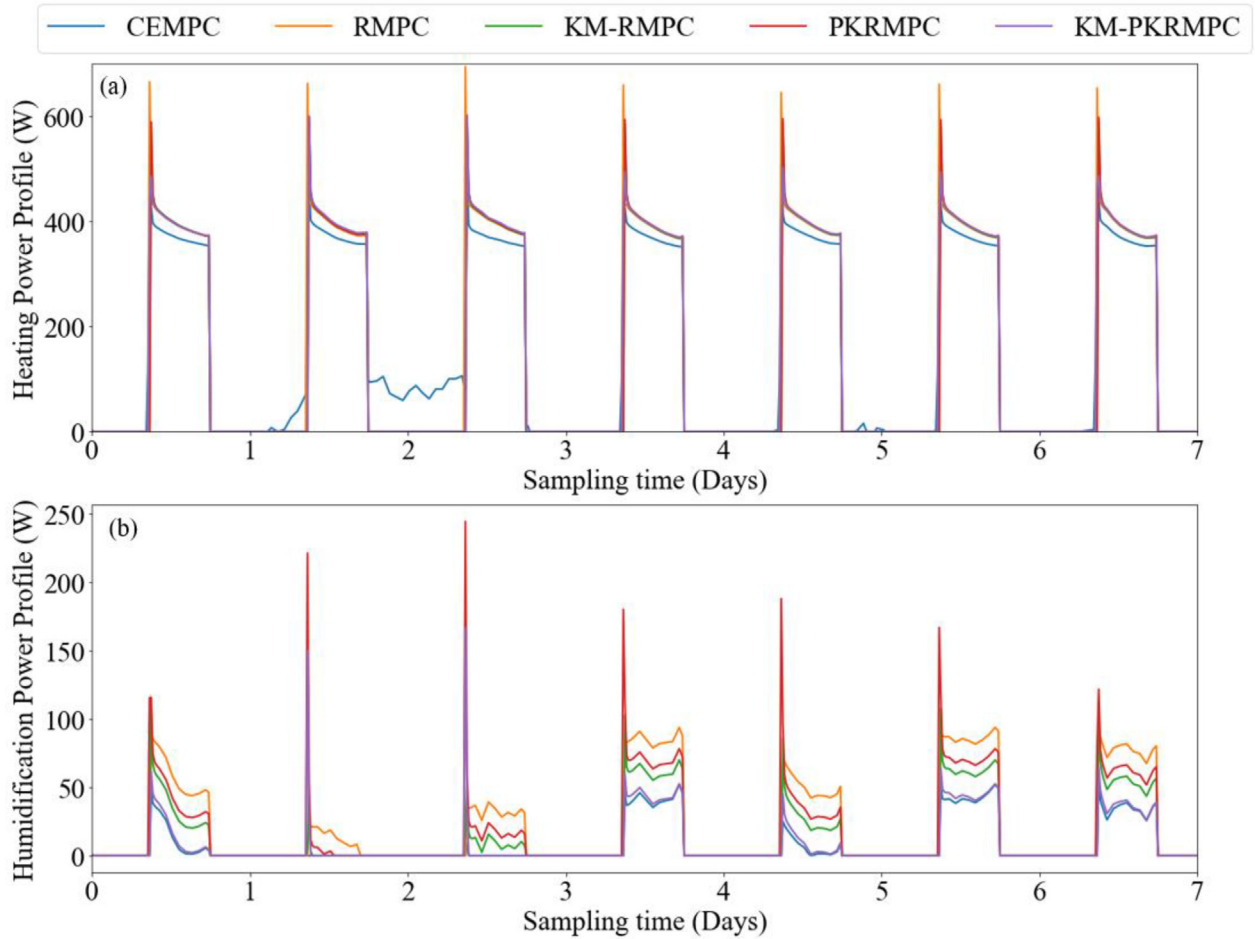 CEMPC RMPC KM-RMPC PKRMPC KM-PKRMPC
(a)
Heating Power Profile (W)
600
400
200
0
0 1 2 3 4 5 6 7
Sampling time (Days)
(b)
Humidification Power Profile (W)
250
200
150
100
50
0
0 1 2 3 4 5 6 7
Sampling time (Days)